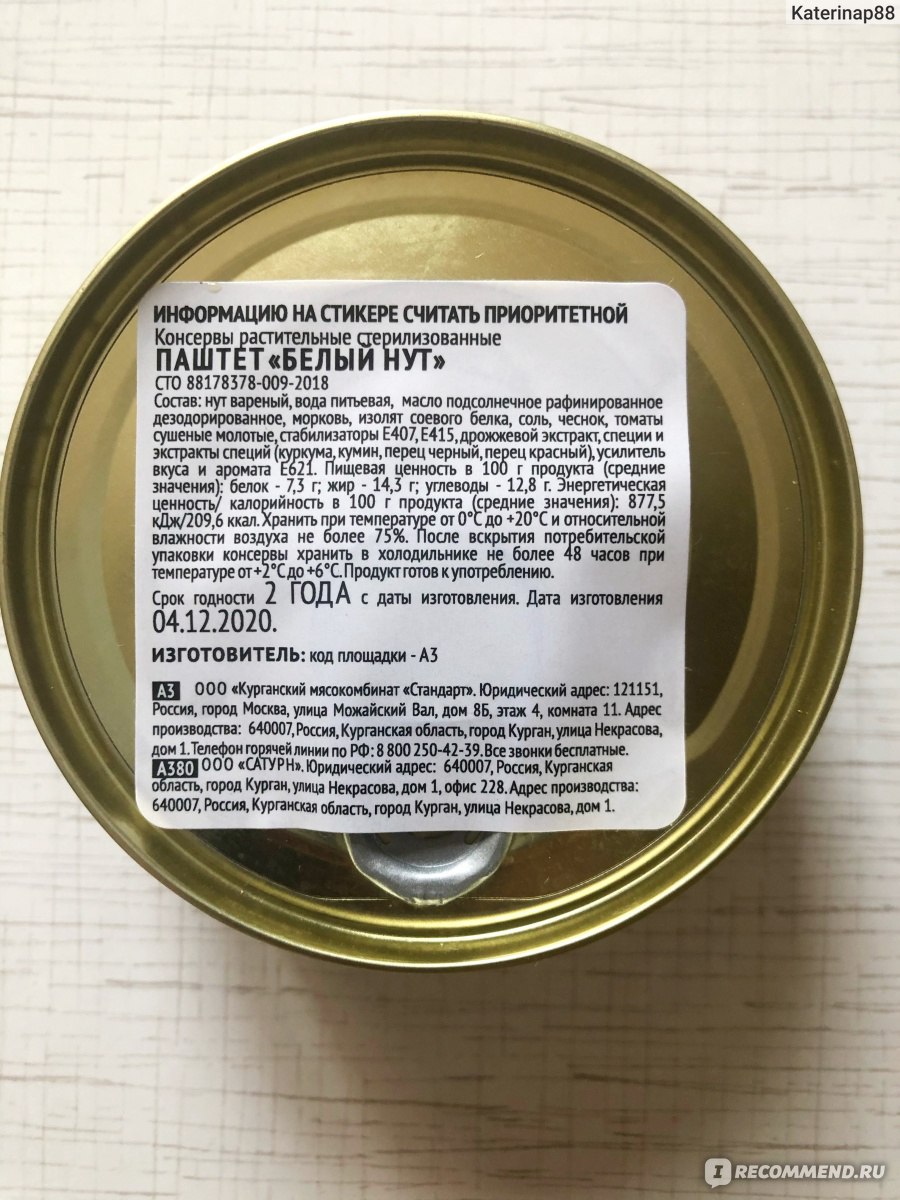 Katerinap88
ИНФОРМАЦИЮ НА СТИКЕРЕ СЧИТАТЬ ПРИОРИТЕТНОЙ
Консервы растительные стерилизованные
ПАШТЕТ «БЕЛЫЙ НУТ»
СТО 88178378-009-2018
Состав: нут вареный, вода питьевая, масло подсолнечное рафинированное
дезодорированное, морковь, изолят соевого белка, соль, чеснок, томаты
сушеные молотые, стабилизаторы Е407, Е415, дрожжевой экстракт, специи и
экстракты специй (куркума, кумин, перец черный, перец красный), усилитель
вкуса и аромата Е621. Пищевая ценность в 100 г продукта (средние
значения): белок - 7,3 г; жир - 14,3 г; углеводы - 12,8 г. Энергетическая
ценность/ калорийность в 100 г продукта (средние значения): 877,5
кДж/209,6 ккал. Хранить при температуре от 0°С до +20°С и относительной
влажности воздуха не более 75%. После вскрытия потребительской
упаковки консервы хранить в холодильнике не более 48 часов при
температуре от +2°С до +6°С. Продукт готов к употреблению.
Срок годности 2 ГОДА с даты изготовления. Дата изготовления
04.12.2020.
ИЗГОТОВИТЕЛЬ: код площадки - А3
А3 ООО «Курганский мясокомбинат «Стандарт». Юридический адрес: 121151,
Россия, город Москва, улица Можайский Вал, дом 8Б, этаж 4, комната 11. Адрес
производства: 640007, Россия, Курганская область, город Курган, улица Некрасова,
дом 1. Телефон горячей линии по РФ: 8 800 250-42-39. Все звонки бесплатные.
А380 ООО «САТУРН». Юридический адрес: 640007, Россия, Курганская
область, город Курган, улица Некрасова, дом 1, офис 228. Адрес производства:
640007, Россия, Курганская область, город Курган, улица Некрасова, дом 1.
IRECOMMEND.RU